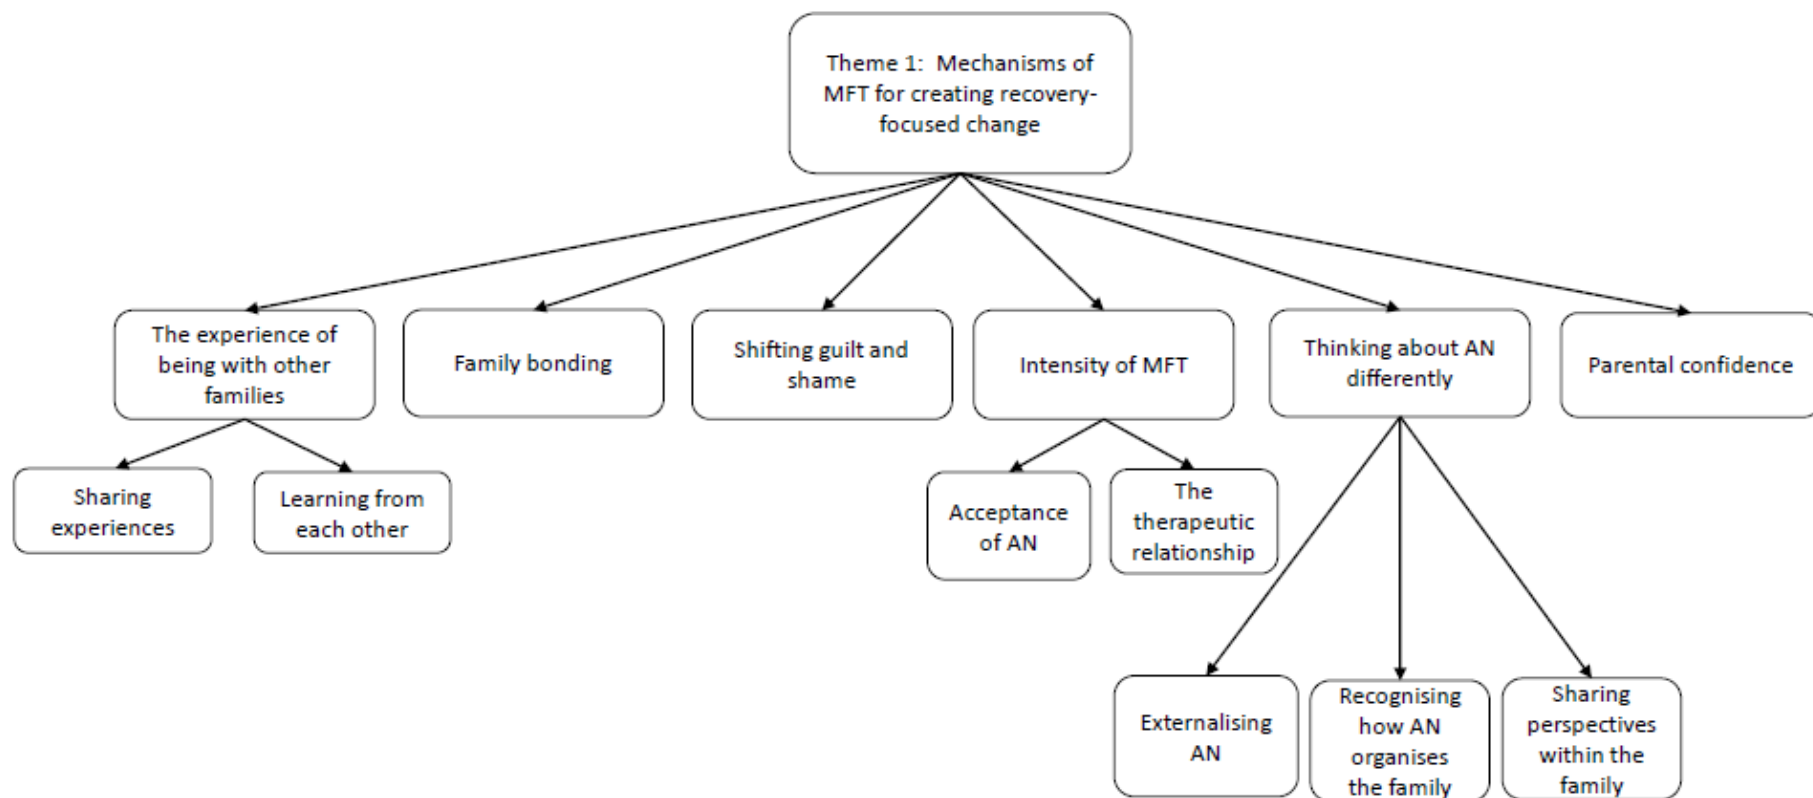 Theme 1:  Mechanisms of
MFT for creating recovery-
focused change
The experience of
being with other
families
Family bonding
Shifting guilt and
shame
Intensity of MFT
Thinking about AN
differently
Parental confidence
Sharing
experiences
Learning from
each other
Acceptance
of AN
The
therapeutic
relationship
Externalising
AN
Recognising
how AN
organises
the family
Sharing
perspectives
within the
family